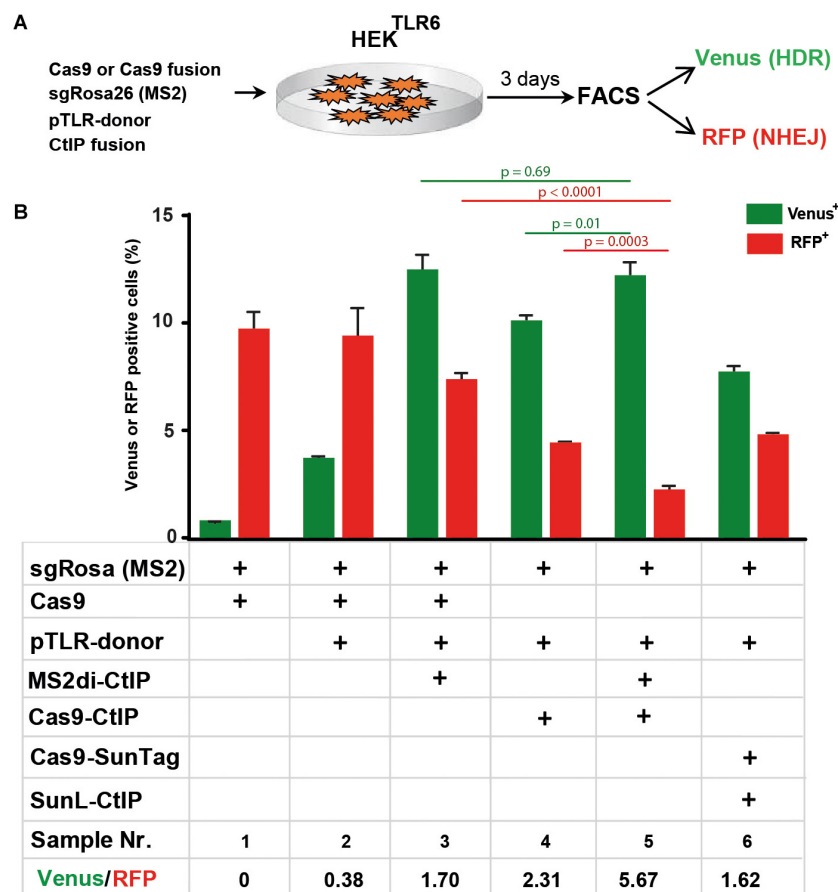 A
Cas9 or Cas9 fusion
sgRosa26 (MS2)
pTLR-donor
CtIP fusion
HEK TLR6
3 days
FACS
Venus (HDR)
RFP (NHEJ)
B
p = 0.69
p < 0.0001
p = 0.01
p = 0.0003
Venus+
RFP+
Venus or RFP positive cells (%)
15
10
5
0
sgRosa (MS2) + + + + + +
Cas9 + + +
pTLR-donor + + + + +
MS2di-CtIP + +
Cas9-CtIP + +
Cas9-SunTag +
SunL-CtIP +
Sample Nr. 1 2 3 4 5 6
Venus/RFP 0 0.38 1.70 2.31 5.67 1.62